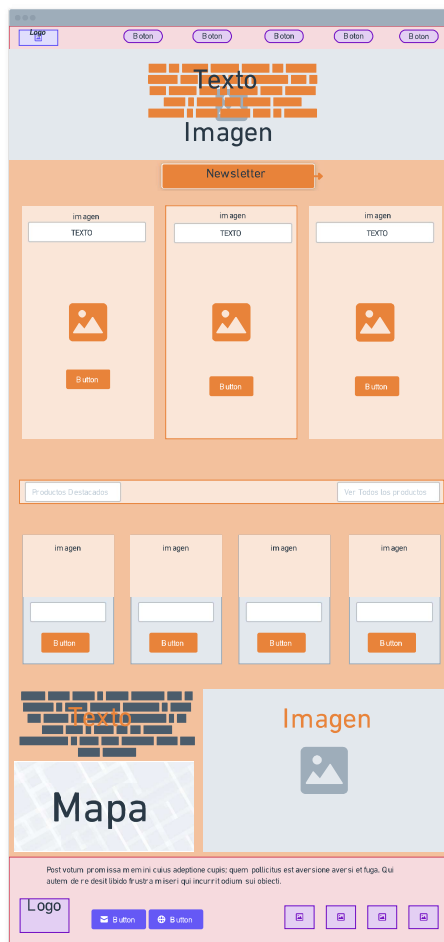 Logo
Boton Boton Boton Boton Boton
Texto
Imagen
Newsletter
imagen imagen imagen
TEXTO TEXTO TEXTO
Button Button Button
Productos Destacados Ver Todos los productos
imagen imagen imagen imagen
Button Button Button Button
Texto Imagen
Mapa
Post votum promissa memini cuius adeptione cupis; quem pollicitus est aversione aversi et fuga. Qui
autem de re desit libido frustra miseri qui incurrit odium sui obiecti.
Logo
Button Button